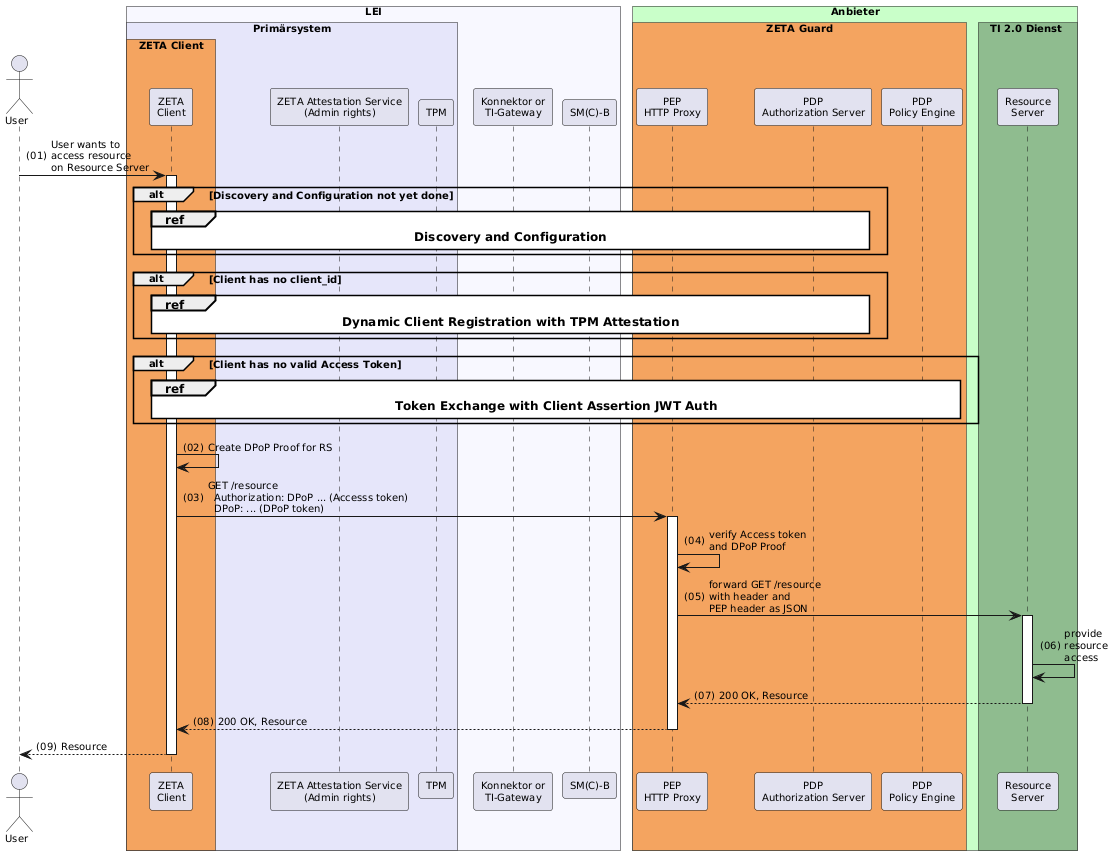 LEI
Anbieter
Primärsystem
ZETA Guard
TI 2.0 Dienst
ZETA Client
User
ZETA
Client
ZETA Attestation Service
(Admin rights)
TPM
Konnektor or
TI-Gateway
SM(C)-B
PEP
HTTP Proxy
PDP
Authorization Server
PDP
Policy Engine
Resource
Server
(01) User wants to
access resource
on Resource Server
alt [Discovery and Configuration not yet done]
ref
Discovery and Configuration
alt [Client has no client_id]
ref
Dynamic Client Registration with TPM Attestation
alt [Client has no valid Access Token]
ref
Token Exchange with Client Assertion JWT Auth
(02) Create DPoP Proof for RS
GET /resource
(03) Authorization: DPoP ... (Accesss token)
DPoP: ... (DPoP token)
(04) verify Access token
and DPoP Proof
forward GET /resource
(05) with header and
PEP header as JSON
provide
(06) resource
access
(07) 200 OK, Resource
(08) 200 OK, Resource
(09) Resource
User
ZETA
Client
ZETA Attestation Service
(Admin rights)
TPM
Konnektor or
TI-Gateway
SM(C)-B
PEP
HTTP Proxy
PDP
Authorization Server
PDP
Policy Engine
Resource
Server